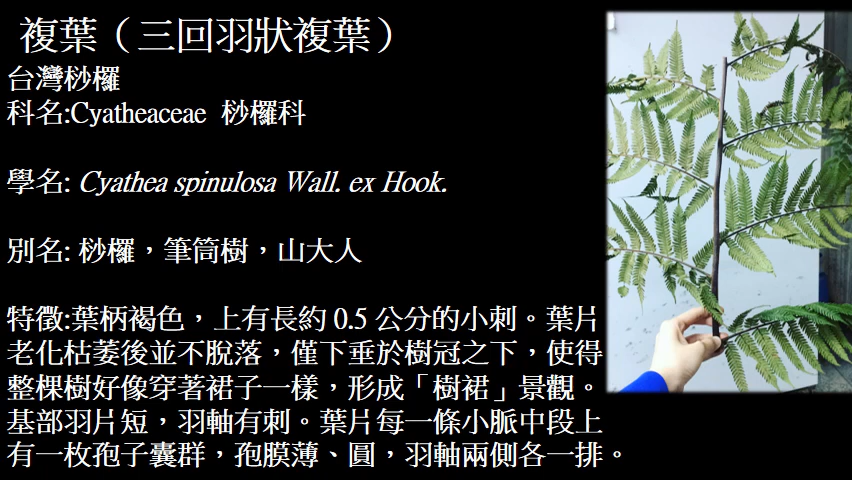 複葉（三回羽狀複葉）
台灣桫欏
科名:Cyatheaceae 桫欏科
學名: Cyathea spinulosa Wall. ex Hook.
別名: 桫欏，筆筒樹，山大人
特徵:葉柄褐色，上有長約 0.5 公分的小刺。葉片
老化枯萎後並不脫落，僅下垂於樹冠之下，使得
整棵樹好像穿著裙子一樣，形成「樹裙」景觀。
基部羽片短，羽軸有刺。葉片每一條小脈中段上
有一枚孢子囊群，孢膜薄、圓，羽軸兩側各一排。